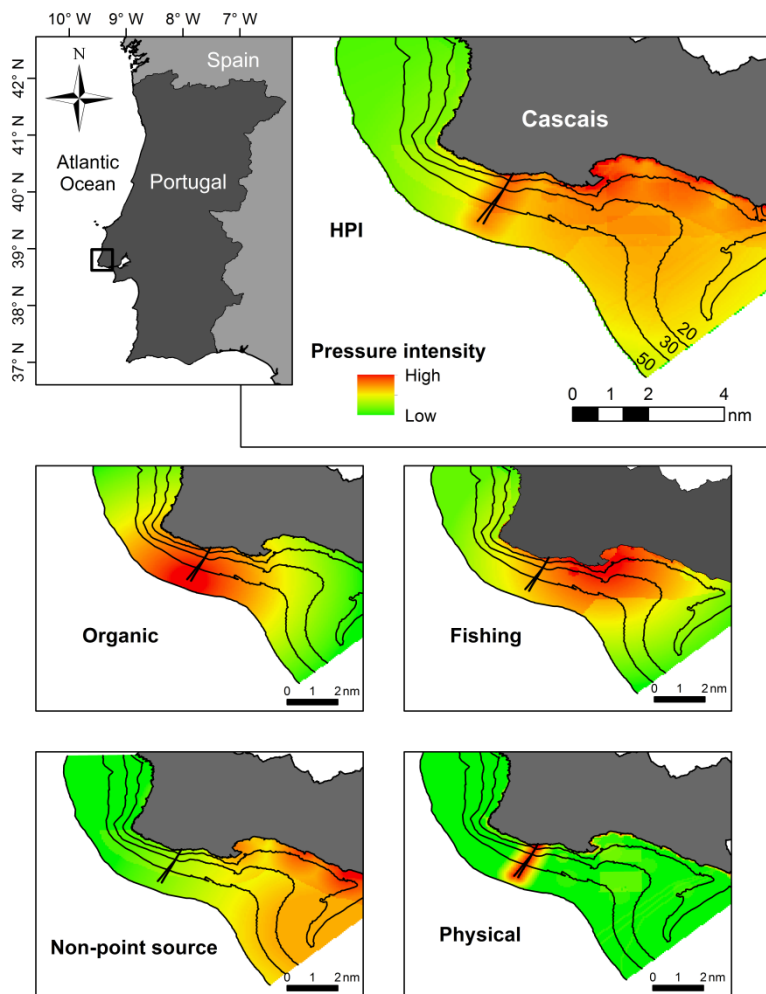 10° W 9° W 8° W 7° W
42° N
41° N
40° N
39° N
38° N
37° N
N
Spain
Atlantic
Ocean
Portugal
Cascais
HPI
Pressure intensity
High
Low
20
30
50
0 1 2 4
nm
Organic
0 1 2 nm
Fishing
0 1 2 nm
Non-point source
0 1 2 nm
Physical
0 1 2 nm